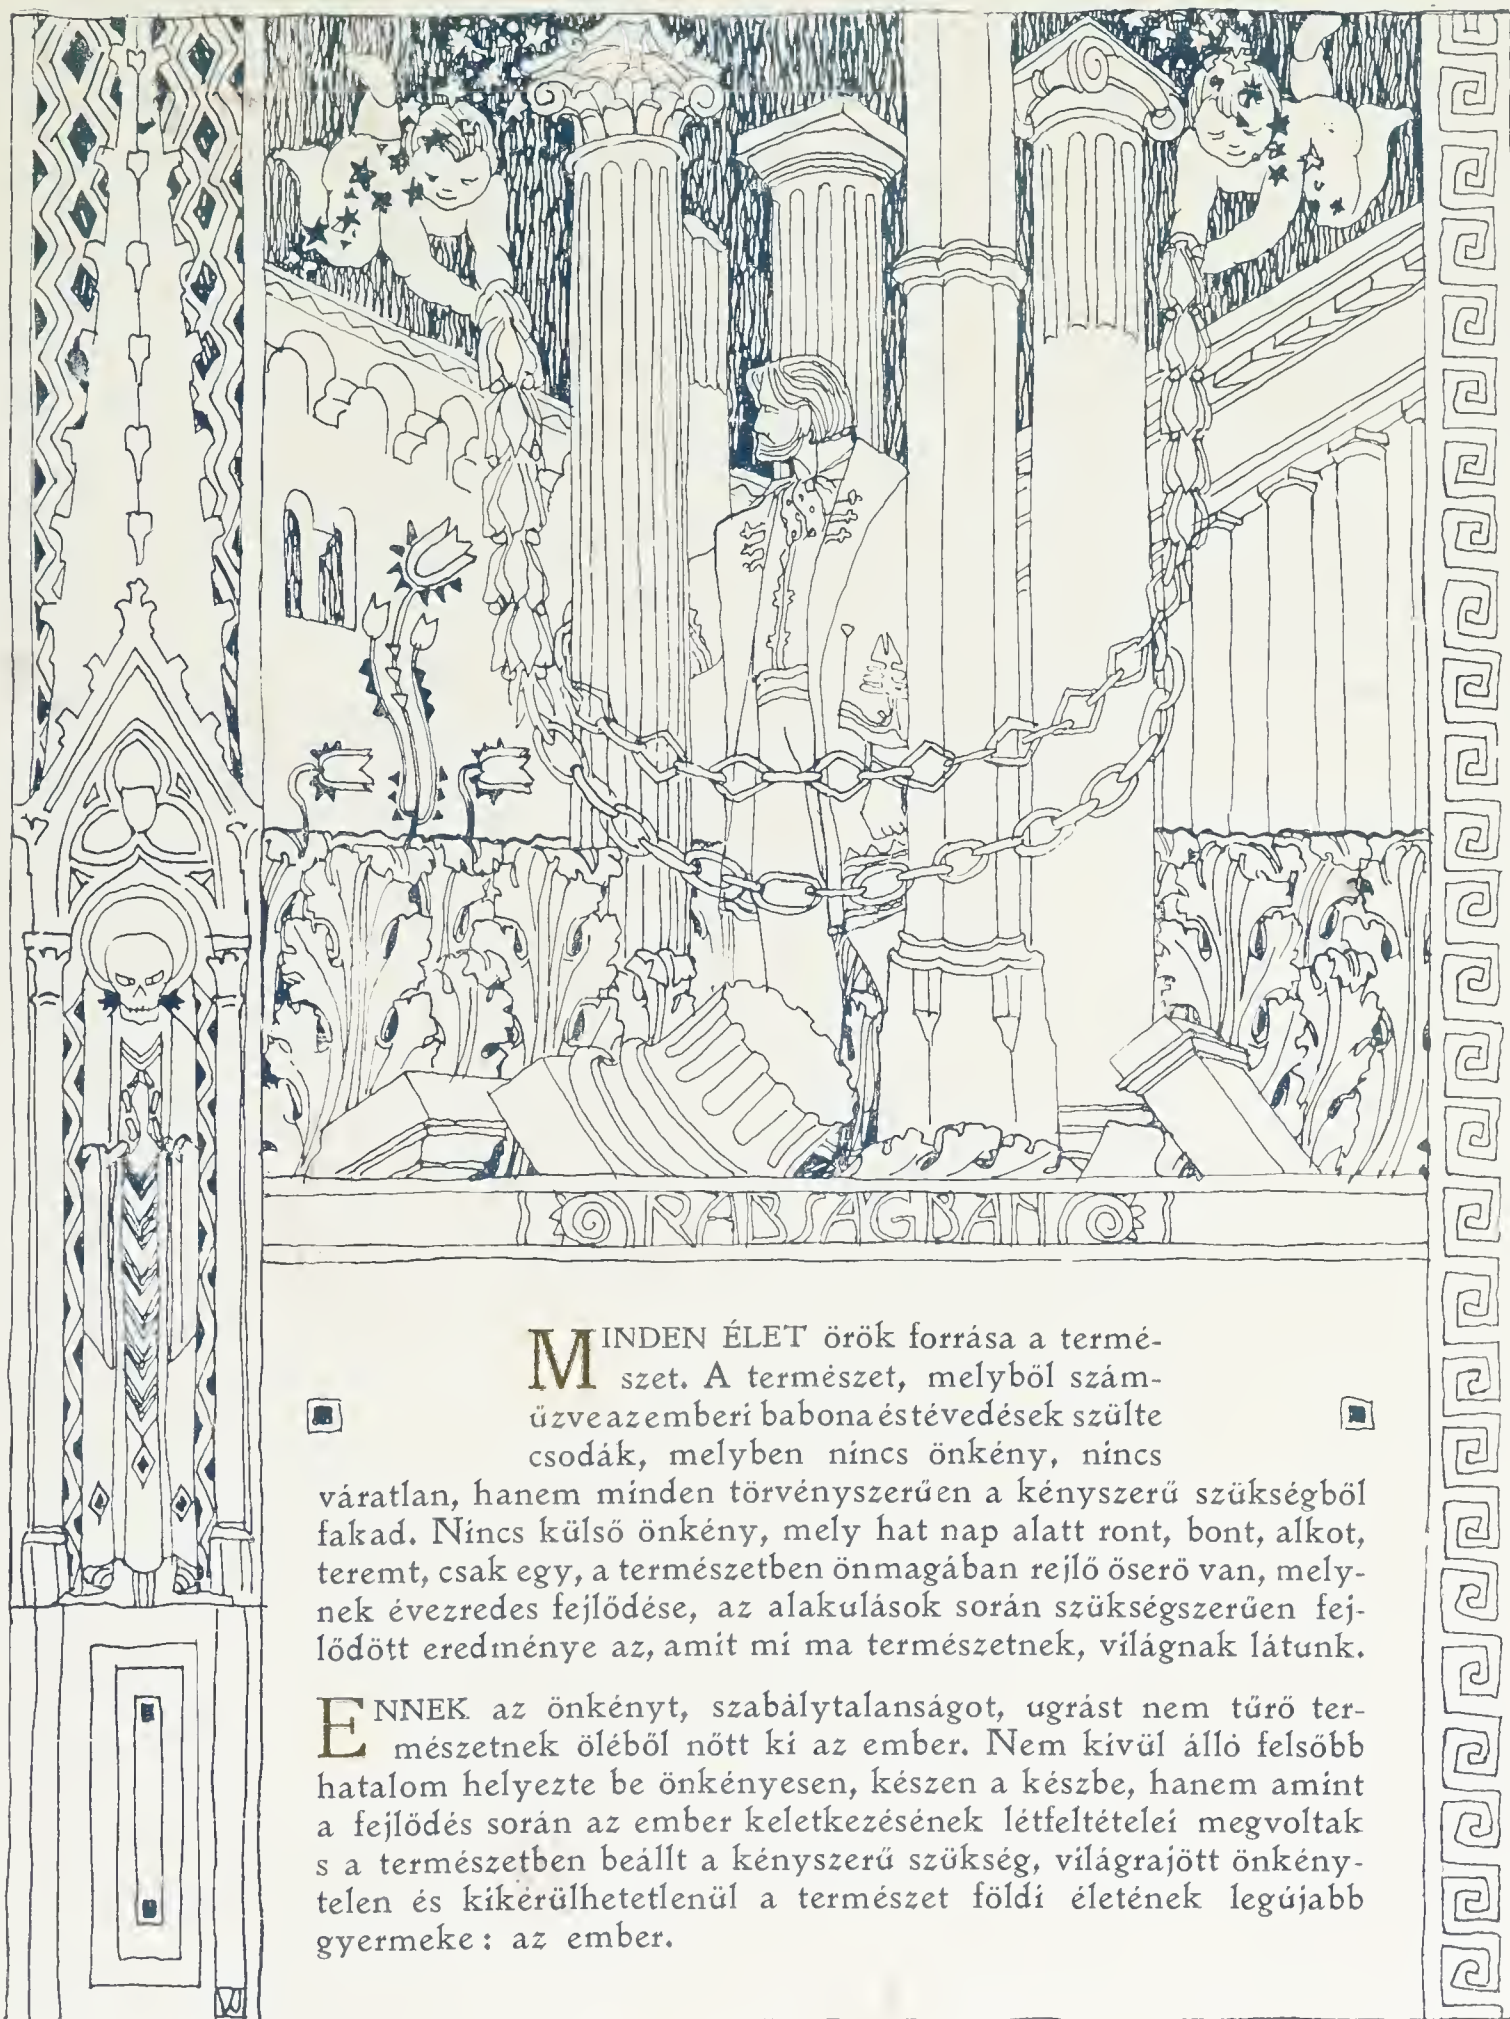 RABSÁGBAN
MINDEN ÉLET örök forrása a termé-
szet. A természet, melyből szám-
űzve az emberi babona és tévedések szülte
csodák, melyben nincs önkény, nincs
váratlan, hanem minden törvényszerűen a kényszerű szükségből
fakad. Nincs külső önkény, mely hat nap alatt ront, bont, alkot,
teremt, csak egy, a természetben önmagában rejlő őserő van, mely-
nek évezredes fejlődése, az alakulások során szükségszerűen fej-
lődött eredménye az, amit mi ma természetnek, világnak látunk.
ENNEK az önkényt, szabálytalanságot, ugrást nem tűrő ter-
mészetnek öléből nőtt ki az ember. Nem kívül álló felsőbb
hatalom helyezte be önkényesen, készen a készbe, hanem amint
a fejlődés során az ember keletkezésének létfeltételei megvoltak
s a természetben beállt a kényszerű szükség, világrajött önkény-
telen és kikerülhetetlenül a természet földi életének legújabb
gyermeke: az ember.